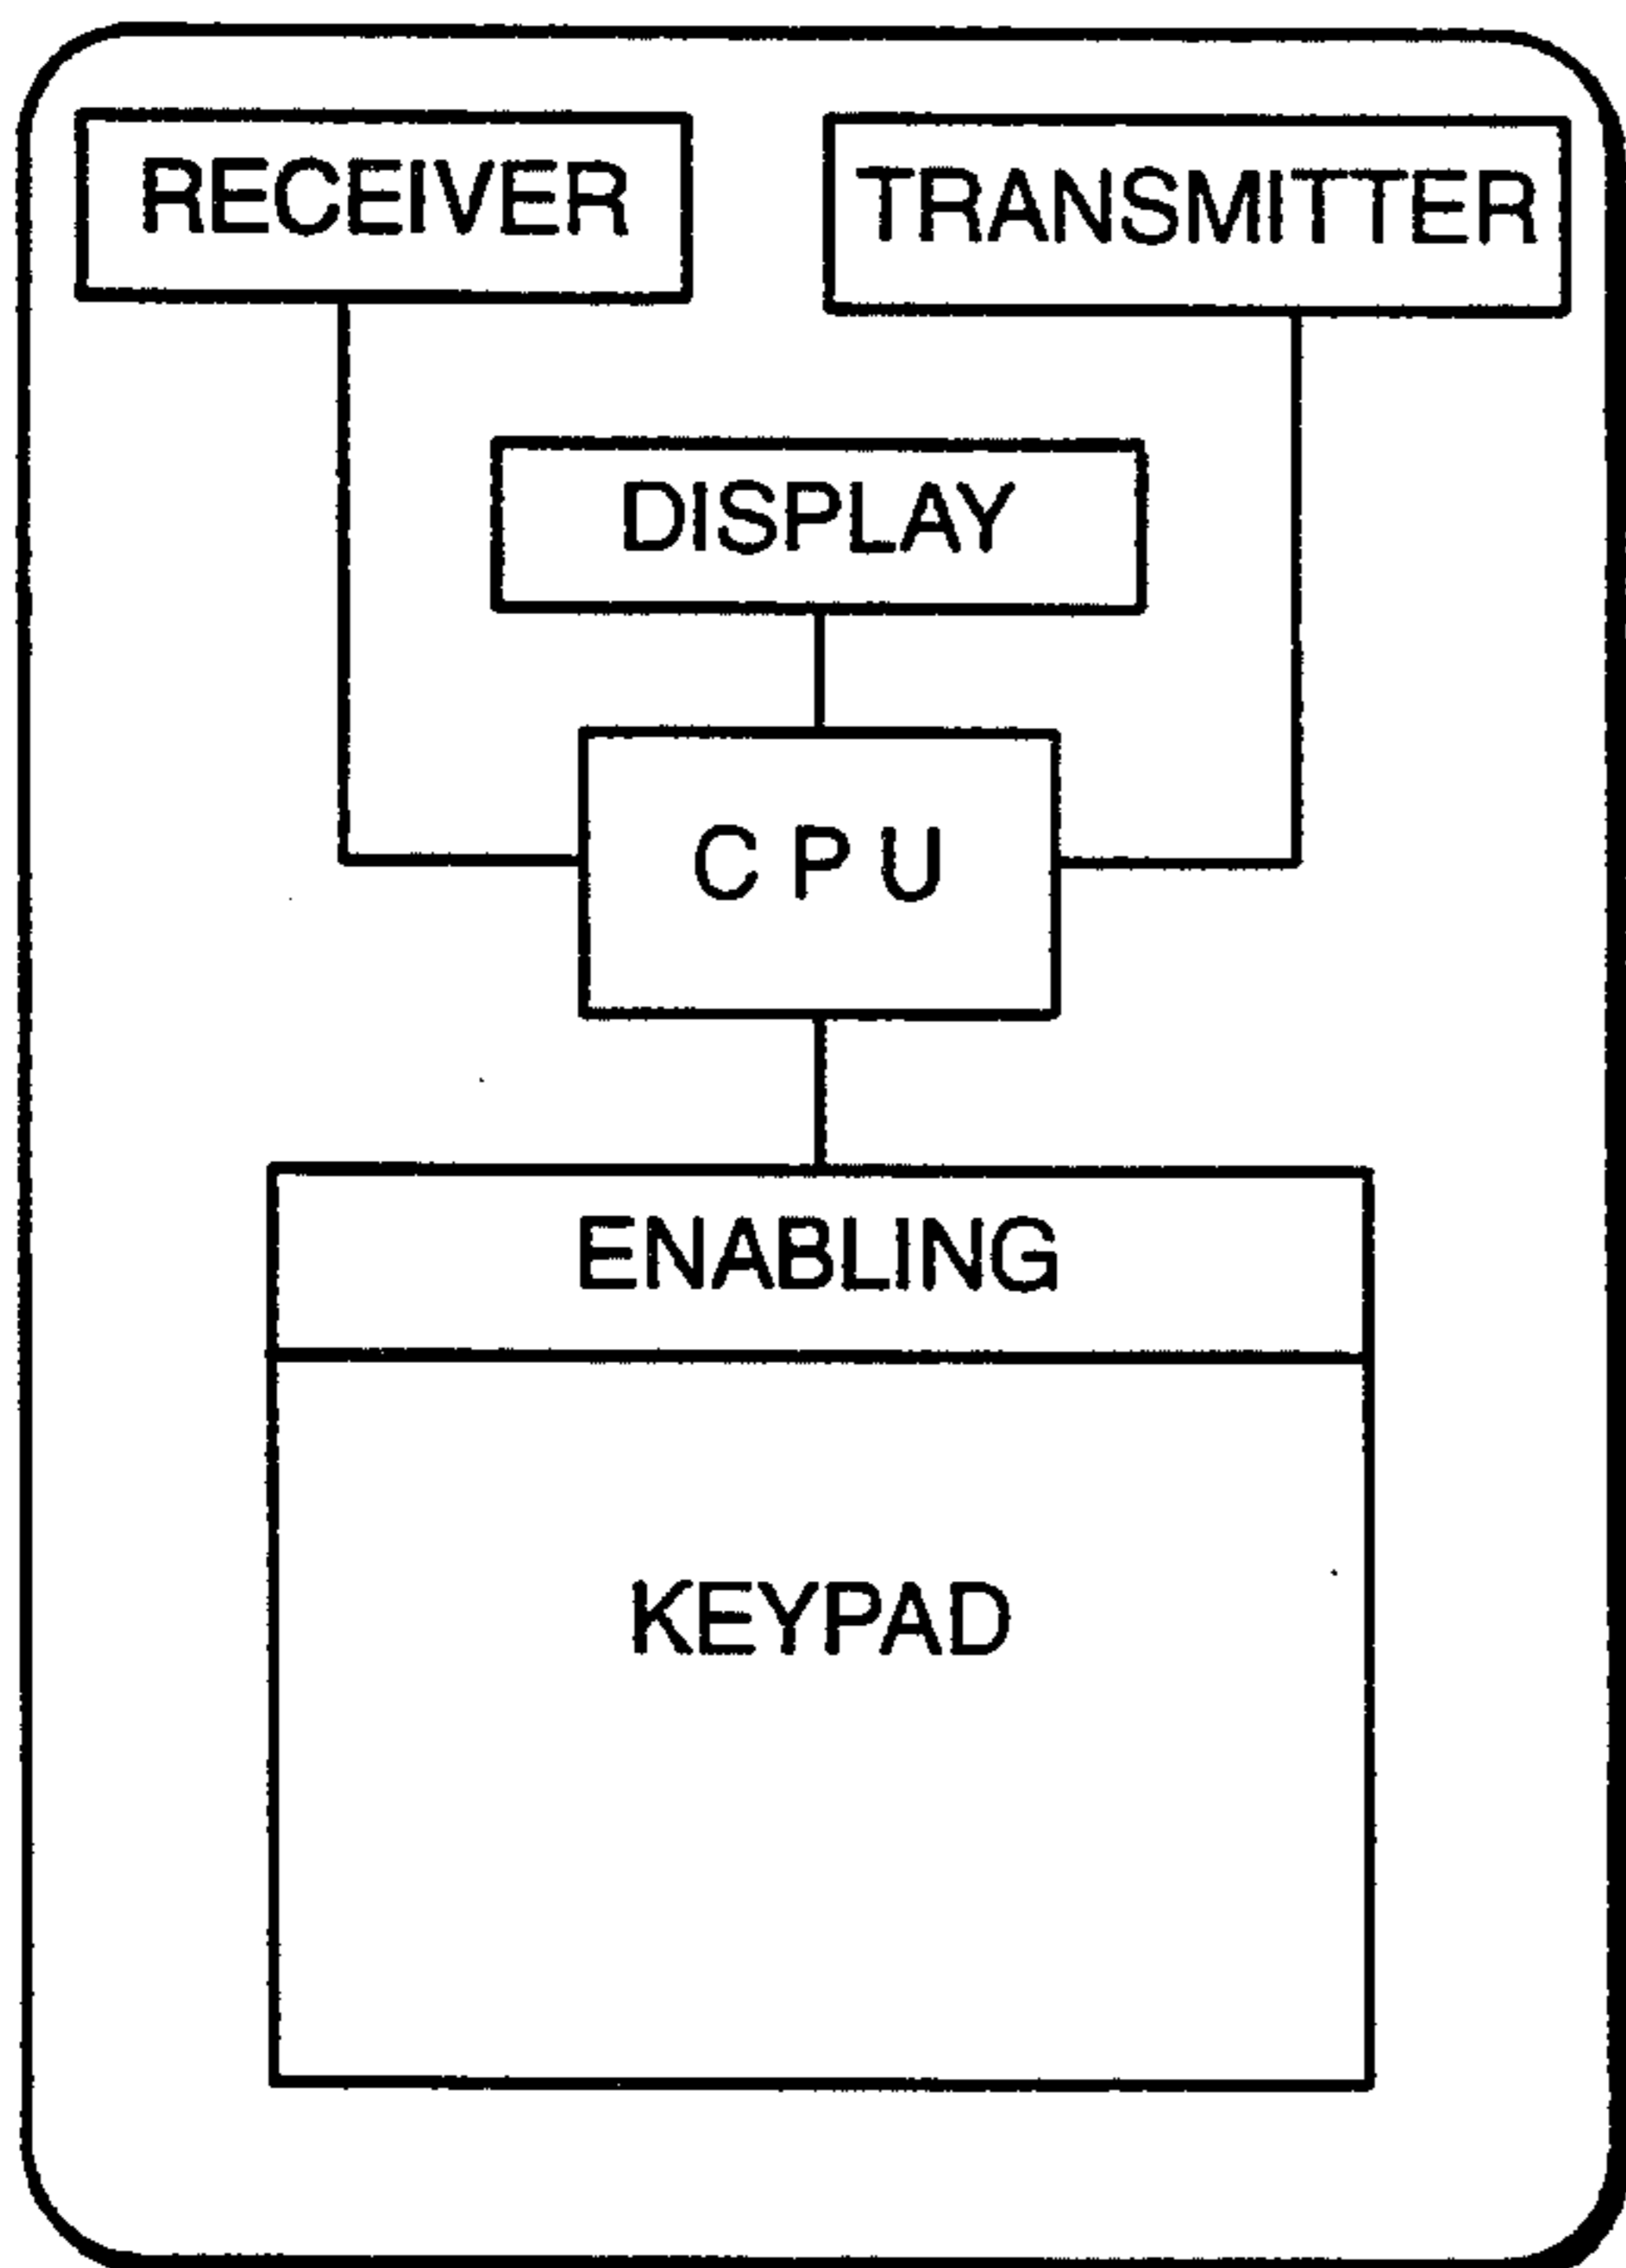 RECEIVER
TRANSMITTER
DISPLAY
C P U
ENABLING
KEYPAD